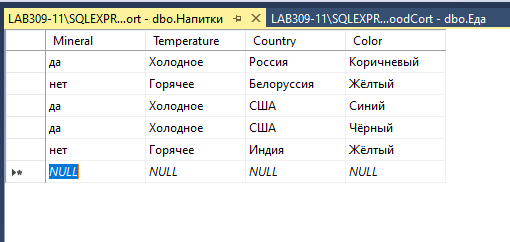 LAB309-11\SQLEXPR...ort - dbo.Напитки LAB309-11\SQLEXPR...oodCort - dbo.Еда
Mineral Temperature Country Color
да Холодное Россия Коричневый
нет Горячее Белоруссия Жёлтый
да Холодное США Синий
да Холодное США Чёрный
нет Горячее Индия Жёлтый
NULL NULL NULL NULL